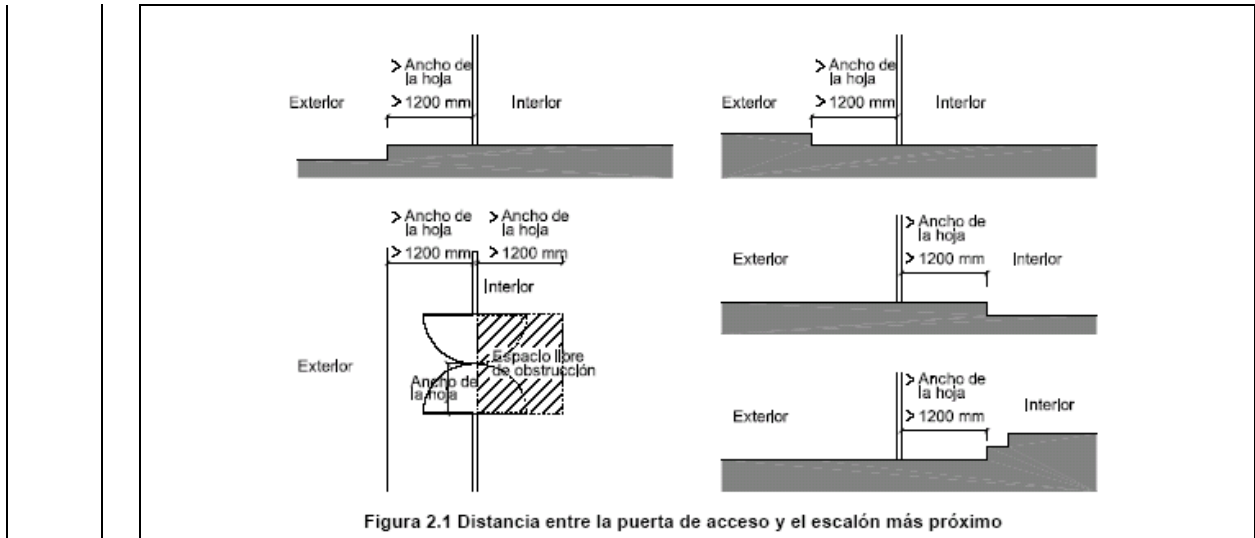 > Ancho de
la hoja
Exterior
> 1200 mm
Interior
> Ancho de
la hoja
Exterior
> 1200 mm
Interior
> Ancho de
la hoja
> 1200 mm
> Ancho de
la hoja
> 1200 mm
Interior
Exterior
Espacio libre
de obstrucción
Ancho de
la hoja
> Ancho de
la hoja
Exterior
> 1200 mm
Interior
> Ancho de
la hoja
Exterior
> 1200 mm
Interior
Figura 2.1 Distancia entre la puerta de acceso y el escalón más próximo